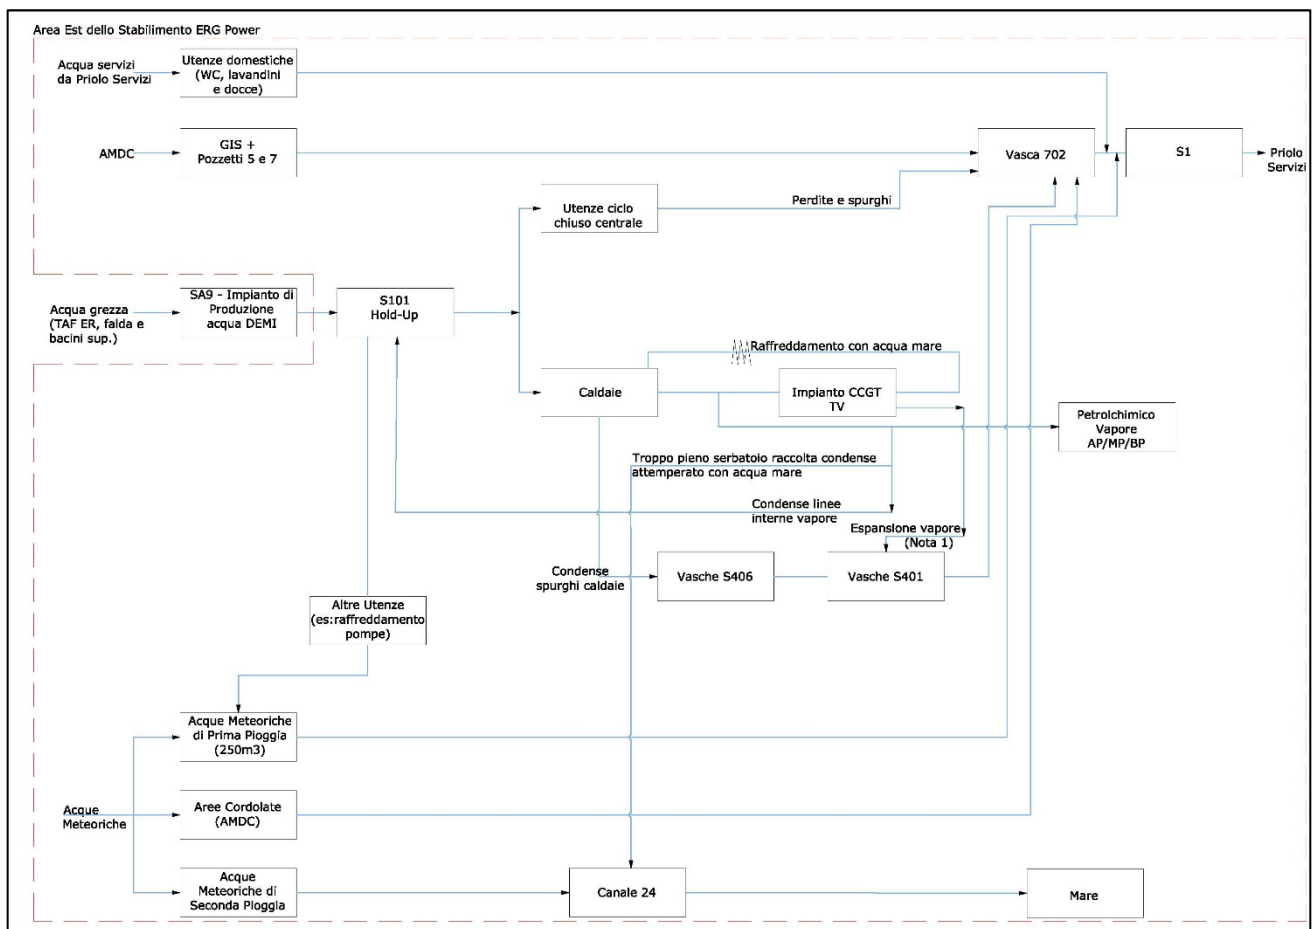 Area Est dello Stabilimento ERG Power
Acqua servizi
da Priolo Servizi
Utenze domestiche
(WC, lavandini
e docce)
AMDC
GIS +
Pozzetti 5 e 7
Vasca 702
S1
Priolo
Servizi
Utenze ciclo
chiuso centrale
Perdite e spurghi
Acqua grezza
(TAF ER, falda e
bacini sup.)
SA9 - Impianto di
Produzione
acqua DEMI
S101
Hold-Up
Raffreddamento con acqua mare
Caldaie
Impianto CCGT
TV
Petrolchimico
Vapore
AP/MP/BP
Troppo pieno serbatoio raccolta condense
attemperato con acqua mare
Condense linee
interne vapore
Espansione vapore
(Nota 1)
Condense
spurghi caldaie
Vasche S406
Vasche S401
Altre Utenze
(es:raffreddamento
pompe)
Acque Meteoriche
di Prima Pioggia
(250m3)
Acque
Meteoriche
Aree Cordolate
(AMDC)
Acque
Meteoriche di
Seconda Pioggia
Canale 24
Mare